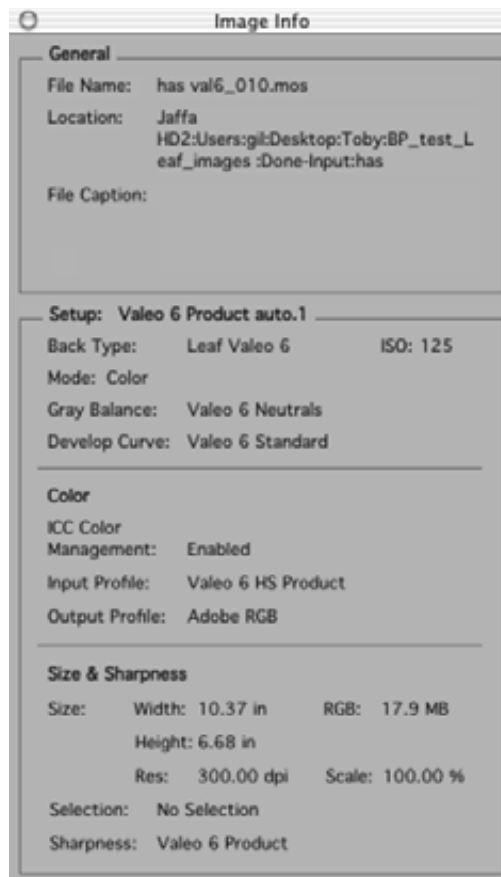 Image Info
General
File Name: has val6_010.mos
Location: Jaffa
HD2:Users:gil:Desktop:Toby:BP_test_L
eaf_images :Done-Input:has
File Caption:
Setup: Valeo 6 Product auto.1
Back Type: Leaf Valeo 6 ISO: 125
Mode: Color
Gray Balance: Valeo 6 Neutrals
Develop Curve: Valeo 6 Standard
Color
ICC Color
Management: Enabled
Input Profile: Valeo 6 HS Product
Output Profile: Adobe RGB
Size & Sharpness
Size: Width: 10.37 in RGB: 17.9 MB
Height: 6.68 in
Res: 300.00 dpi Scale: 100.00 %
Selection: No Selection
Sharpness: Valeo 6 Product